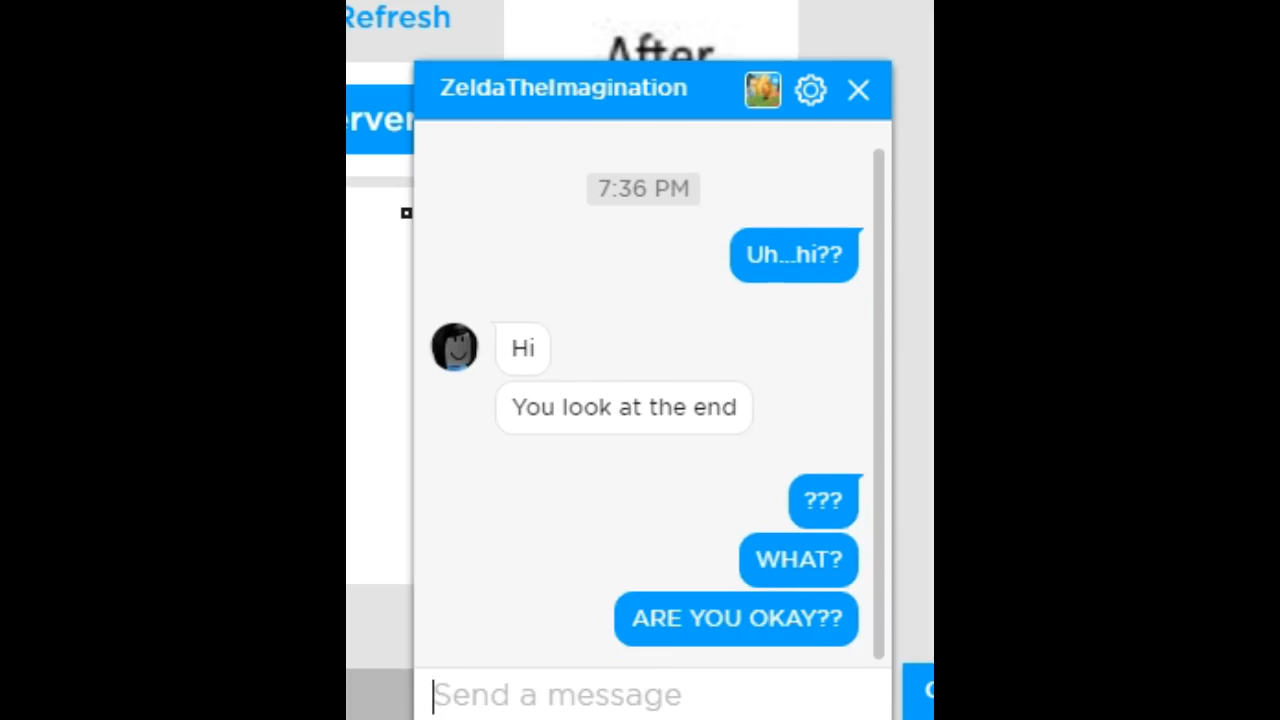 Refresh
After
ZeldaTheImagination
erver
7:36 PM
Uh...hi??
Hi
You look at the end
???
WHAT?
ARE YOU OKAY??
Send a message